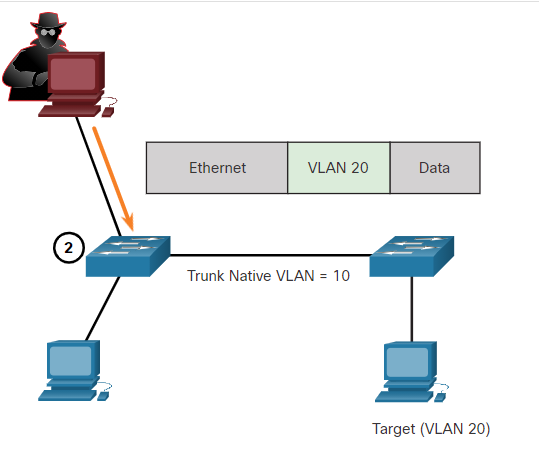 Ethernet VLAN 20 Data
2
Trunk Native VLAN = 10
Target (VLAN 20)